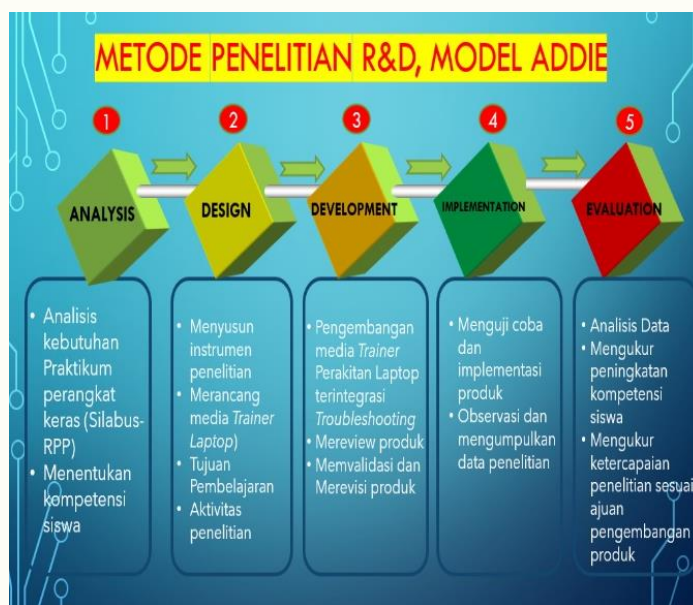 METODE PENELITIAN R&D, MODEL ADDIE
1
2
3
4
5
ANALYSIS
DESIGN
DEVELOPMENT
IMPLEMENTATION
EVALUATION
• Analisis
kebutuhan
Praktikum
perangkat
keras (Silabus-
RPP)
• Menentukan
kompetensi
siswa
• Menyusun
instrumen
penelitian
• Merancang
media Trainer
Laptop)
• Tujuan
Pembelajaran
• Aktivitas
penelitian
• Pengembangan
media Trainer
Perakitan Laptop
terintegrasi
Troubleshooting
• Mereview produk
• Memvalidasi dan
Merevisi produk
• Menguji coba
dan
implementasi
produk
• Observasi dan
mengumpulkan
data penelitian
• Analisis Data
• Mengukur
peningkatan
kompetensi
siswa
• Mengukur
ketercapaian
penelitian sesuai
ajuan
pengembangan
produk